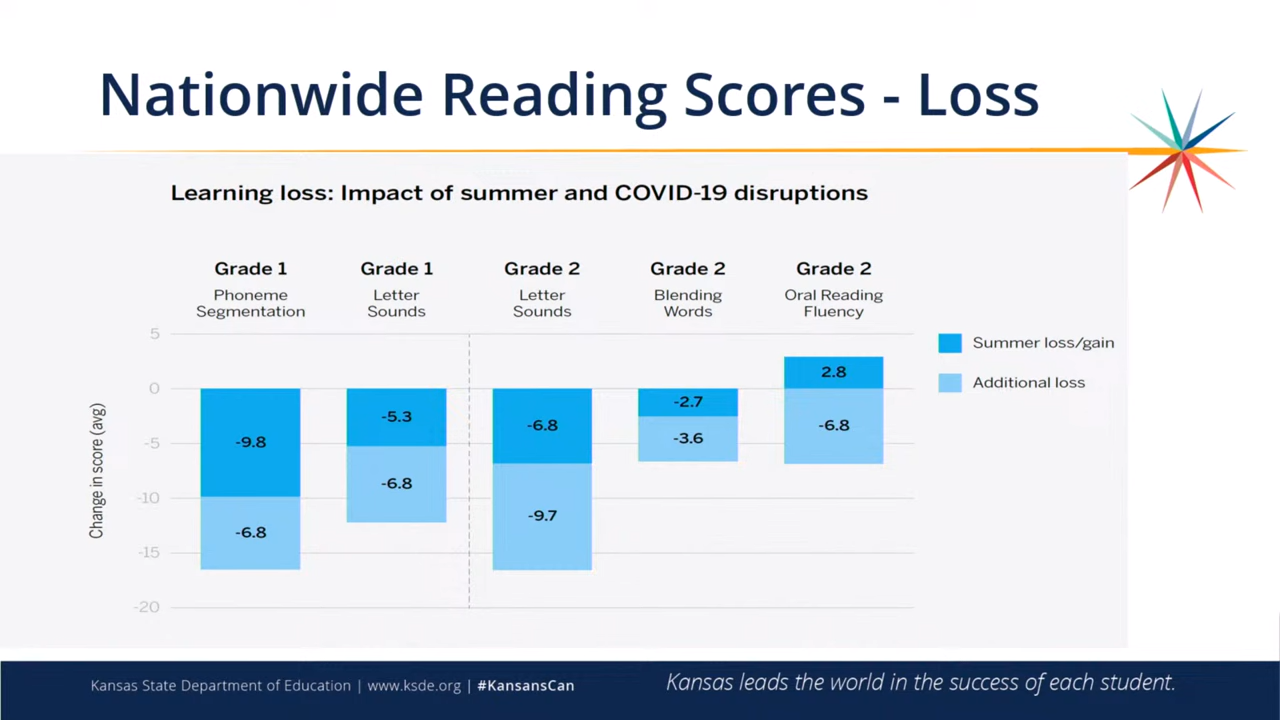 Nationwide Reading Scores - Loss
Learning loss: Impact of summer and COVID-19 disruptions
Grade 1
Phoneme
Segmentation
Grade 1
Letter
Sounds
Grade 2
Letter
Sounds
Grade 2
Blending
Words
Grade 2
Oral Reading
Fluency
Change in score (avg)
5
0
-5
-10
-15
-20
-9.8
-6.8
-5.3
-6.8
-6.8
-9.7
-2.7
-3.6
2.8
-6.8
Summer loss/gain
Additional loss
Kansas State Department of Education | www.ksde.org | #KansansCan
Kansas leads the world in the success of each student.